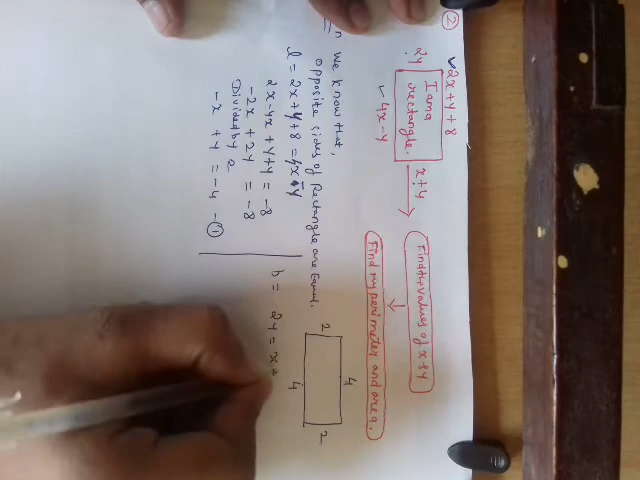 ②
2x+y+8
2y
I am a
rectangle.
x+4
4x-y
Find the values of x & y
Find my perimeter and area.
We know that,
opposite sides of Rectangle are Equal.
l = 2x+y+8 = 4x-y
2x-4x+y+y = -8
-2x+2y = -8
Divided by 2
-x + y = -4 -①
b = 2y = x+
2
4
4
2